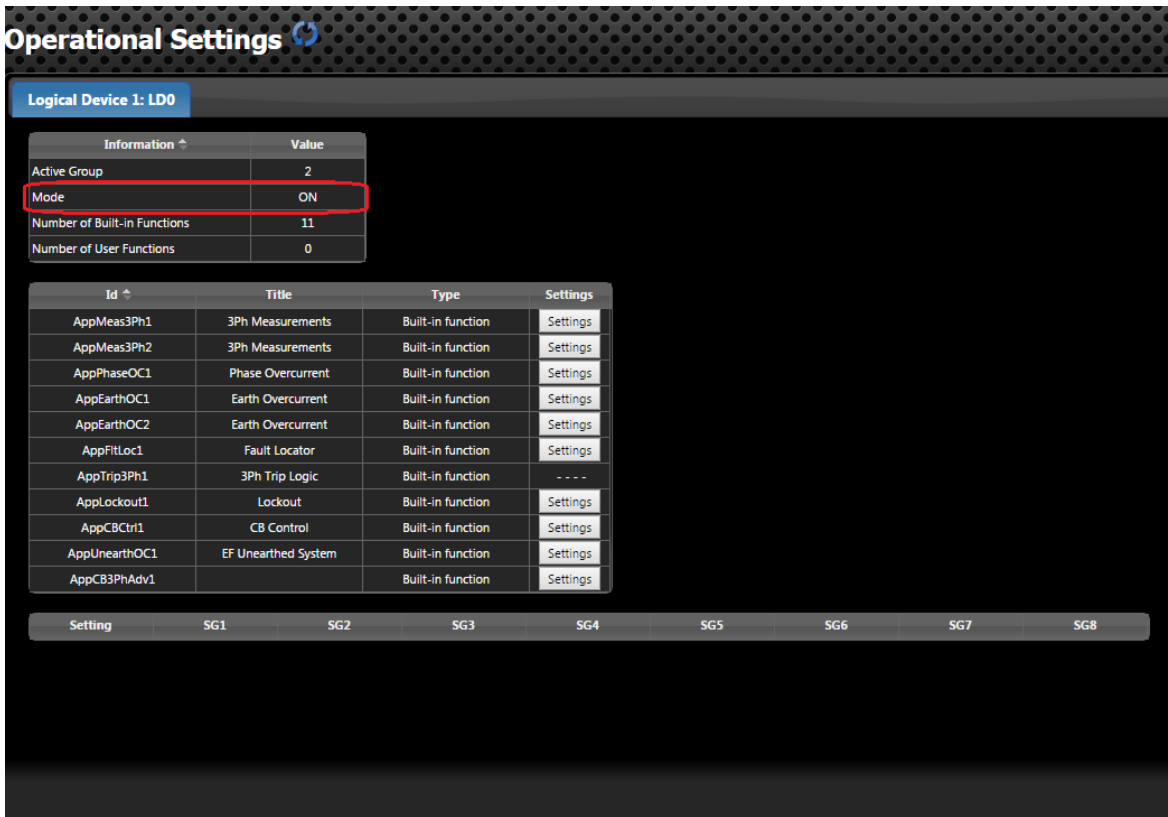 Operational Settings
Logical Device 1: LD0
Information Value
Active Group 2
Mode ON
Number of Built-in Functions 11
Number of User Functions 0
Id Title Type Settings
AppMeas3Ph1 3Ph Measurements Built-in function Settings
AppMeas3Ph2 3Ph Measurements Built-in function Settings
AppPhaseOC1 Phase Overcurrent Built-in function Settings
AppEarthOC1 Earth Overcurrent Built-in function Settings
AppEarthOC2 Earth Overcurrent Built-in function Settings
AppFltLoc1 Fault Locator Built-in function Settings
AppTrip3Ph1 3Ph Trip Logic Built-in function ----
AppLockout1 Lockout Built-in function Settings
AppCBCtrl1 CB Control Built-in function Settings
AppUnearthOC1 EF Unearthed System Built-in function Settings
AppCB3PhAdv1 Built-in function Settings
Setting SG1 SG2 SG3 SG4 SG5 SG6 SG7 SG8